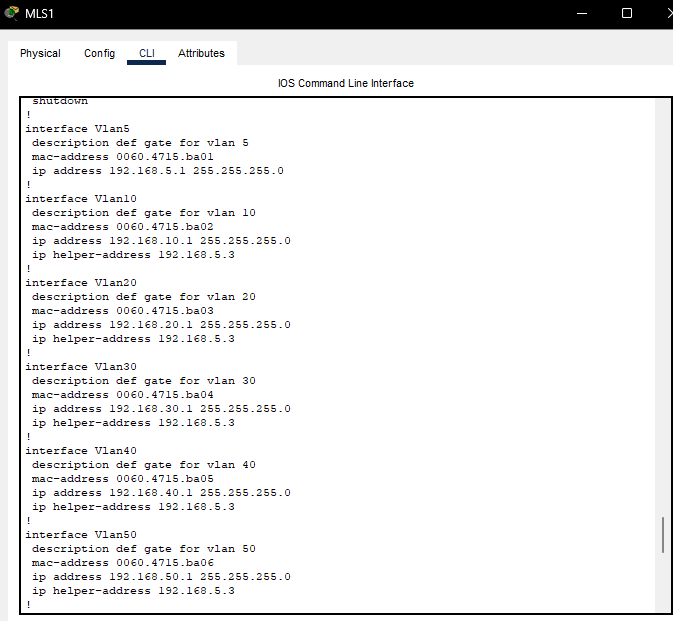 MLS1
Physical Config CLI Attributes
IOS Command Line Interface
shutdown
!
interface Vlan5
description def gate for vlan 5
mac-address 0060.4715.ba01
ip address 192.168.5.1 255.255.255.0
!
interface Vlan10
description def gate for vlan 10
mac-address 0060.4715.ba02
ip address 192.168.10.1 255.255.255.0
ip helper-address 192.168.5.3
!
interface Vlan20
description def gate for vlan 20
mac-address 0060.4715.ba03
ip address 192.168.20.1 255.255.255.0
ip helper-address 192.168.5.3
!
interface Vlan30
description def gate for vlan 30
mac-address 0060.4715.ba04
ip address 192.168.30.1 255.255.255.0
ip helper-address 192.168.5.3
!
interface Vlan40
description def gate for vlan 40
mac-address 0060.4715.ba05
ip address 192.168.40.1 255.255.255.0
ip helper-address 192.168.5.3
!
interface Vlan50
description def gate for vlan 50
mac-address 0060.4715.ba06
ip address 192.168.50.1 255.255.255.0
ip helper-address 192.168.5.3
!